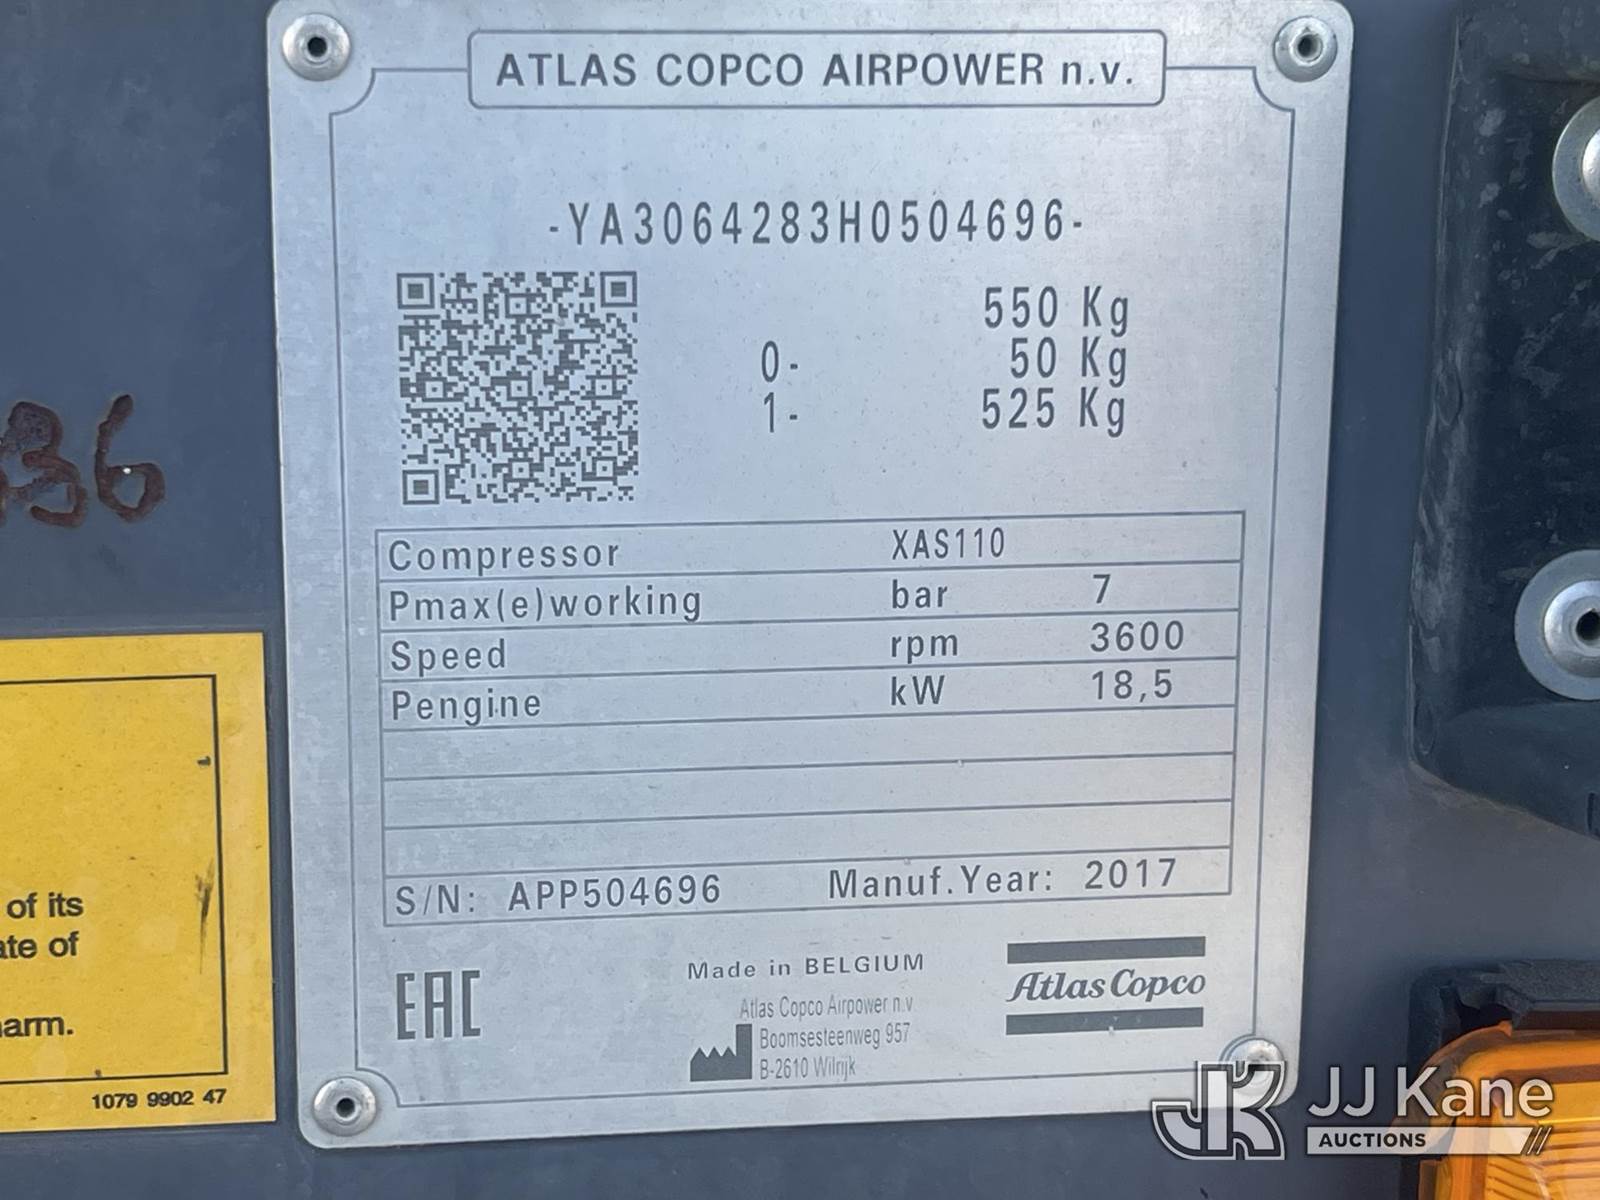 ATLAS COPCO AIRPOWER n.v.
-YA3064283H0504696-
550 Kg
0- 50 Kg
1- 525 Kg
Compressor XAS110
Pmax(e)working bar 7
Speed rpm 3600
Pengine kW 18,5
S/N: APP504696 Manuf.Year: 2017
EAC
Made in BELGIUM
Atlas Copco Airpower n.v
Boomsesteenweg 957
B-2610 Wilrijk
Atlas Copco
36
of its
of
1079 9902 47
JK JJ Kane
AUCTIONS